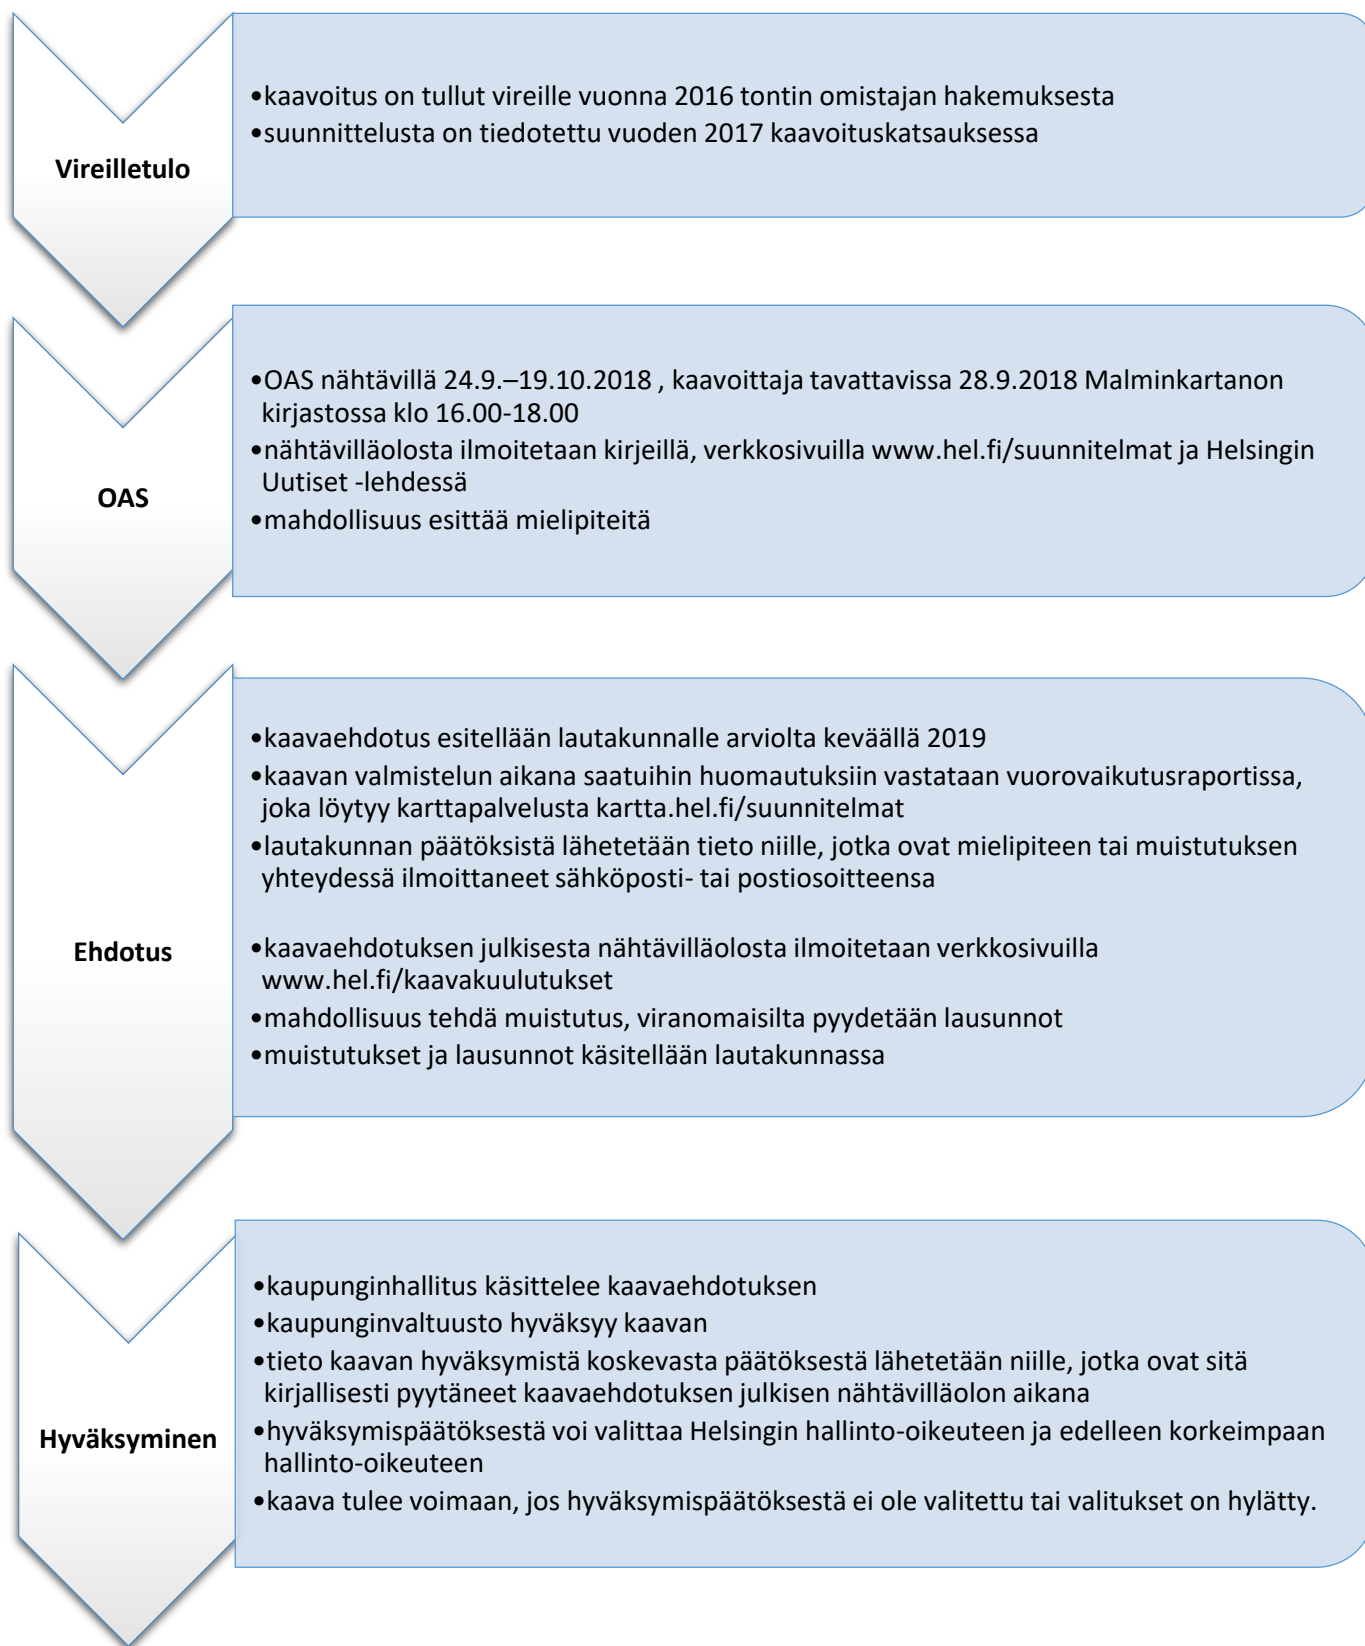 Vireilletulo
•kaavoitus on tullut vireille vuonna 2016 tontin omistajan hakemuksesta
•suunnittelusta on tiedotettu vuoden 2017 kaavoituskatsauksessa
OAS
•OAS nähtävillä 24.9.–19.10.2018 , kaavoittaja tavattavissa 28.9.2018 Malminkartanon
kirjastossa klo 16.00-18.00
•nähtävilläolosta ilmoitetaan kirjeillä, verkkosivuilla www.hel.fi/suunnitelmat ja Helsingin
Uutiset -lehdessä
•mahdollisuus esittää mielipiteitä
Ehdotus
•kaavaehdotus esitellään lautakunnalle arviolta keväällä 2019
•kaavan valmistelun aikana saatuihin huomautuksiin vastataan vuorovaikutusraportissa,
joka löytyy karttapalvelusta kartta.hel.fi/suunnitelmat
•lautakunnan päätöksistä lähetetään tieto niille, jotka ovat mielipiteen tai muistutuksen
yhteydessä ilmoittaneet sähköposti- tai postiosoitteensa
•kaavaehdotuksen julkisesta nähtävilläolosta ilmoitetaan verkkosivuilla
www.hel.fi/kaavakuulutukset
•mahdollisuus tehdä muistutus, viranomaisilta pyydetään lausunnot
•muistutukset ja lausunnot käsitellään lautakunnassa
Hyväksyminen
•kaupunginhallitus käsittelee kaavaehdotuksen
•kaupunginvaltuusto hyväksyy kaavan
•tieto kaavan hyväksymistä koskevasta päätöksestä lähetetään niille, jotka ovat sitä
kirjallisesti pyytäneet kaavaehdotuksen julkisen nähtävilläolon aikana
•hyväksymispäätöksestä voi valittaa Helsingin hallinto-oikeuteen ja edelleen korkeimpaan
hallinto-oikeuteen
•kaava tulee voimaan, jos hyväksymispäätöksestä ei ole valitettu tai valitukset on hylätty.